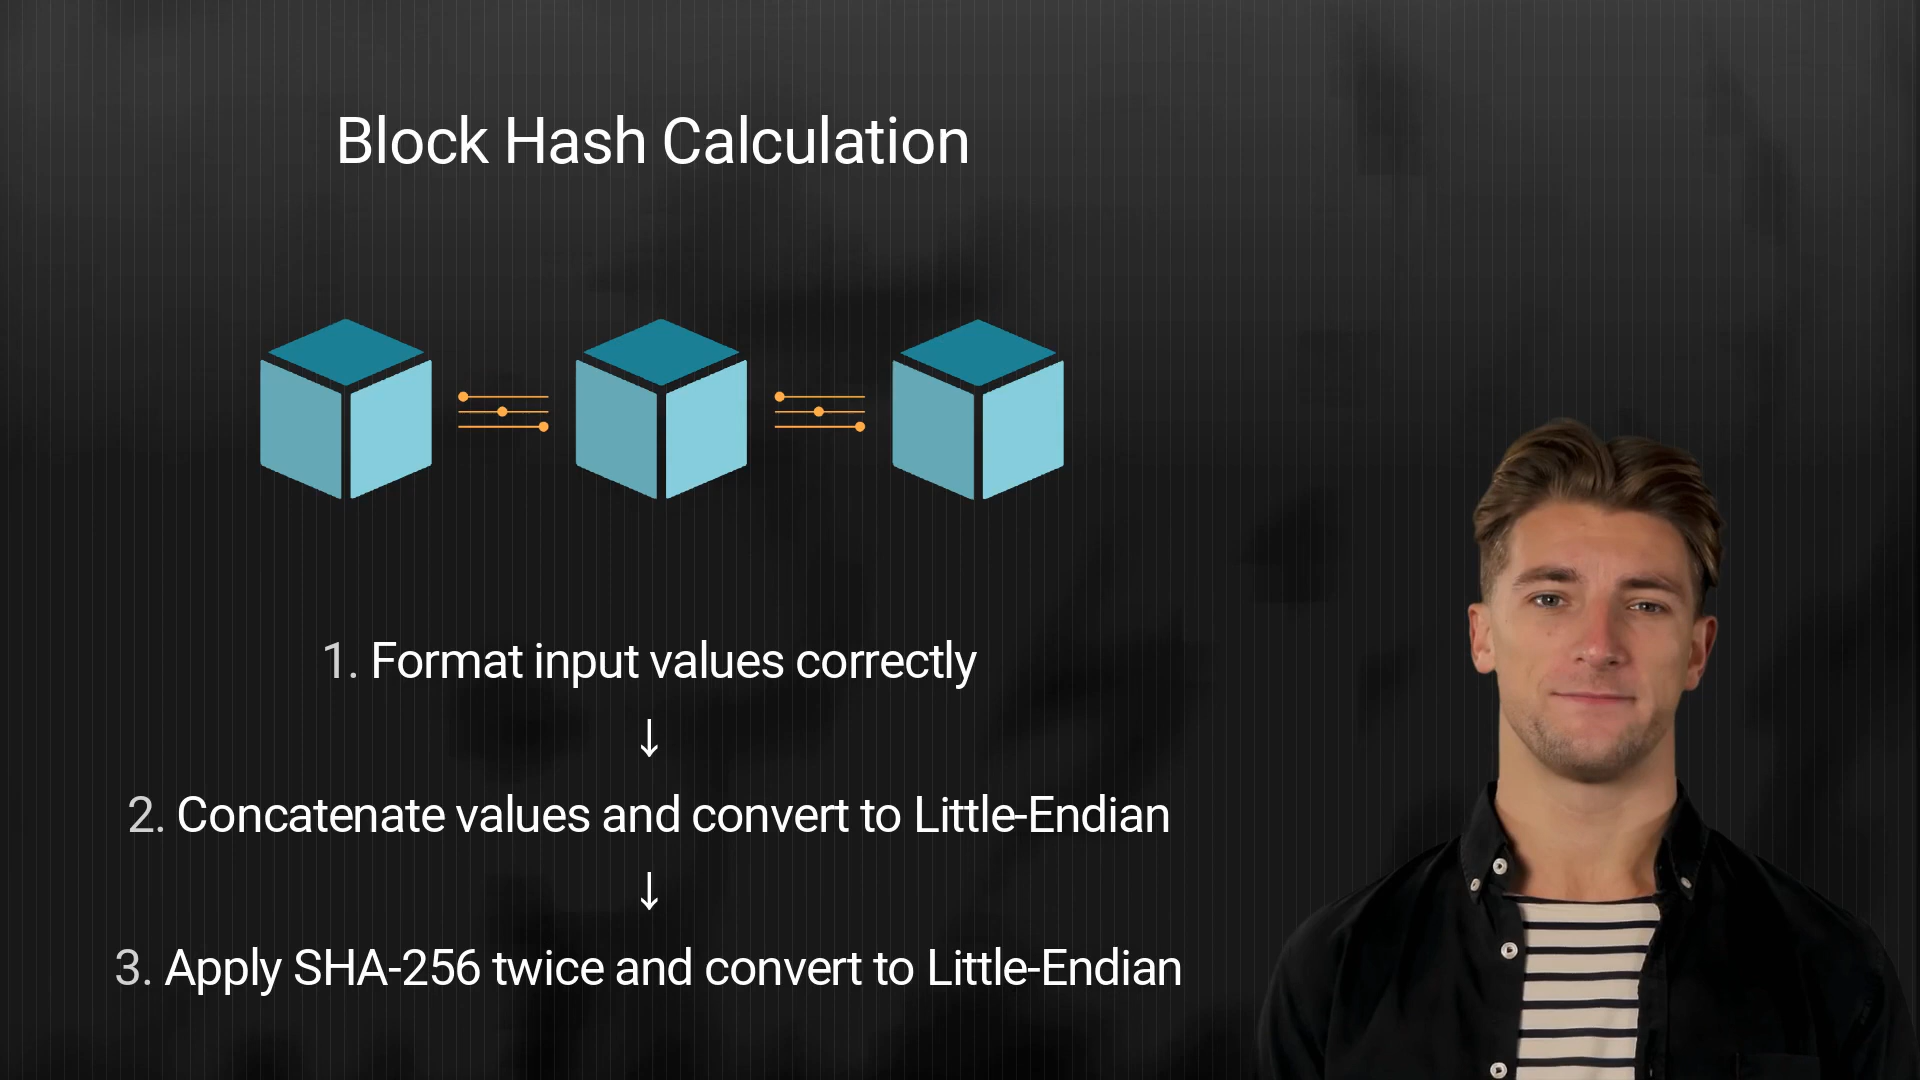 Block Hash Calculation
1. Format input values correctly
↓
2. Concatenate values and convert to Little-Endian
↓
3. Apply SHA-256 twice and convert to Little-Endian